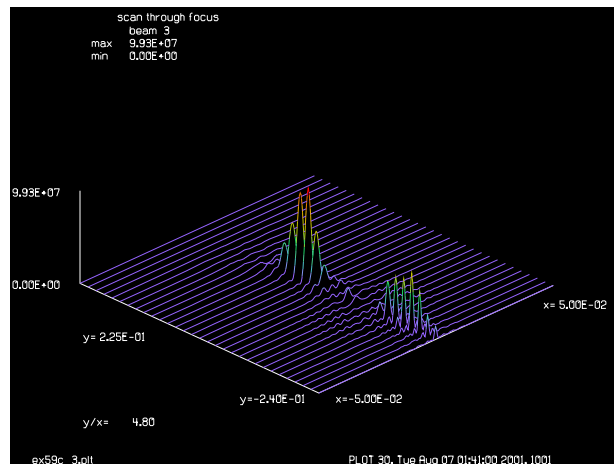 scan through focus
beam 3
max 9.93E+07
min 0.00E+00
9.93E+07
0.00E+00
x= 5.00E-02
y= 2.25E-01
y=-2.40E-01
x=-5.00E-02
y/x= 4.80
ex59c_3.plt
PLOT 30, Tue Aug 07 01:41:00 2001, 1001